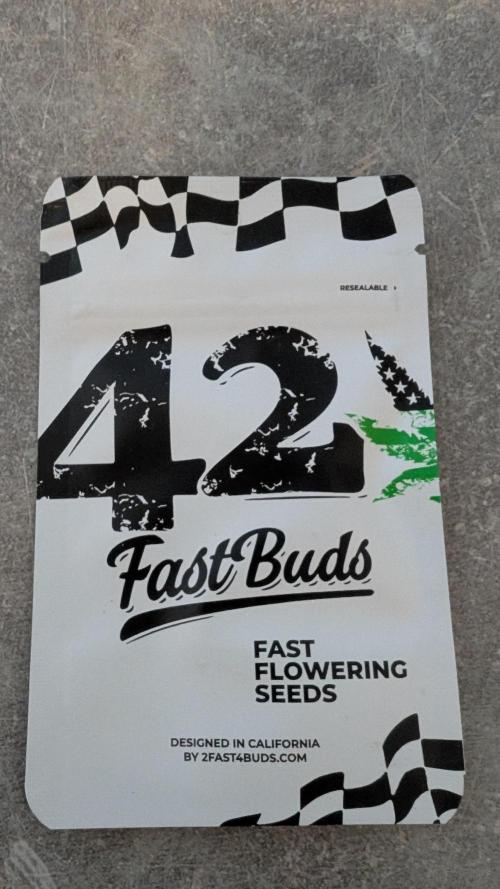 RESEALABLE ›
42
FastBuds
FAST
FLOWERING
SEEDS
DESIGNED IN CALIFORNIA
BY 2FAST4BUDS.COM